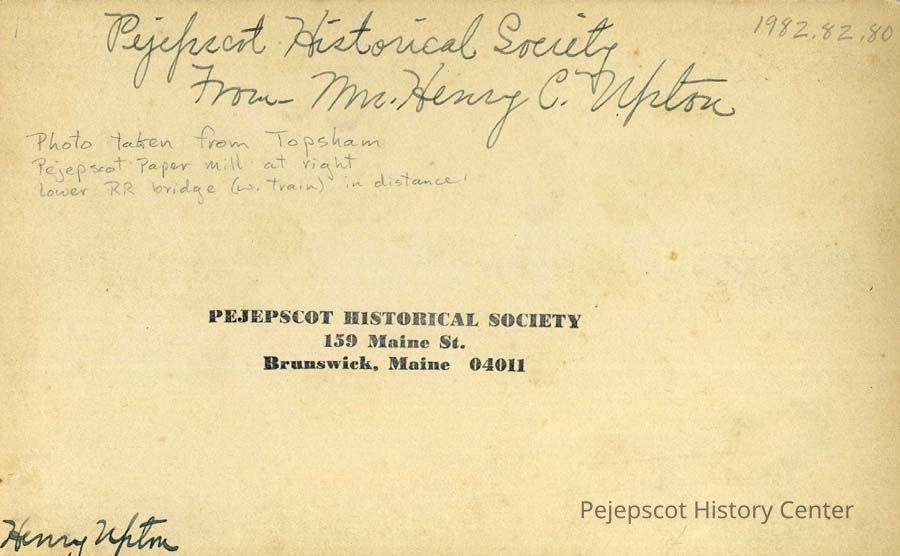 1982.82.80
Pejepscot Historical Society
From - Mr. Henry C. Upton
Photo taken from Topsham
Pejepscot Paper Mill at right
Lower RR bridge (w. train) in distance
PEJEPSCOT HISTORICAL SOCIETY
159 Maine St.
Brunswick, Maine 04011
Pejepscot History Center
Henry Upton